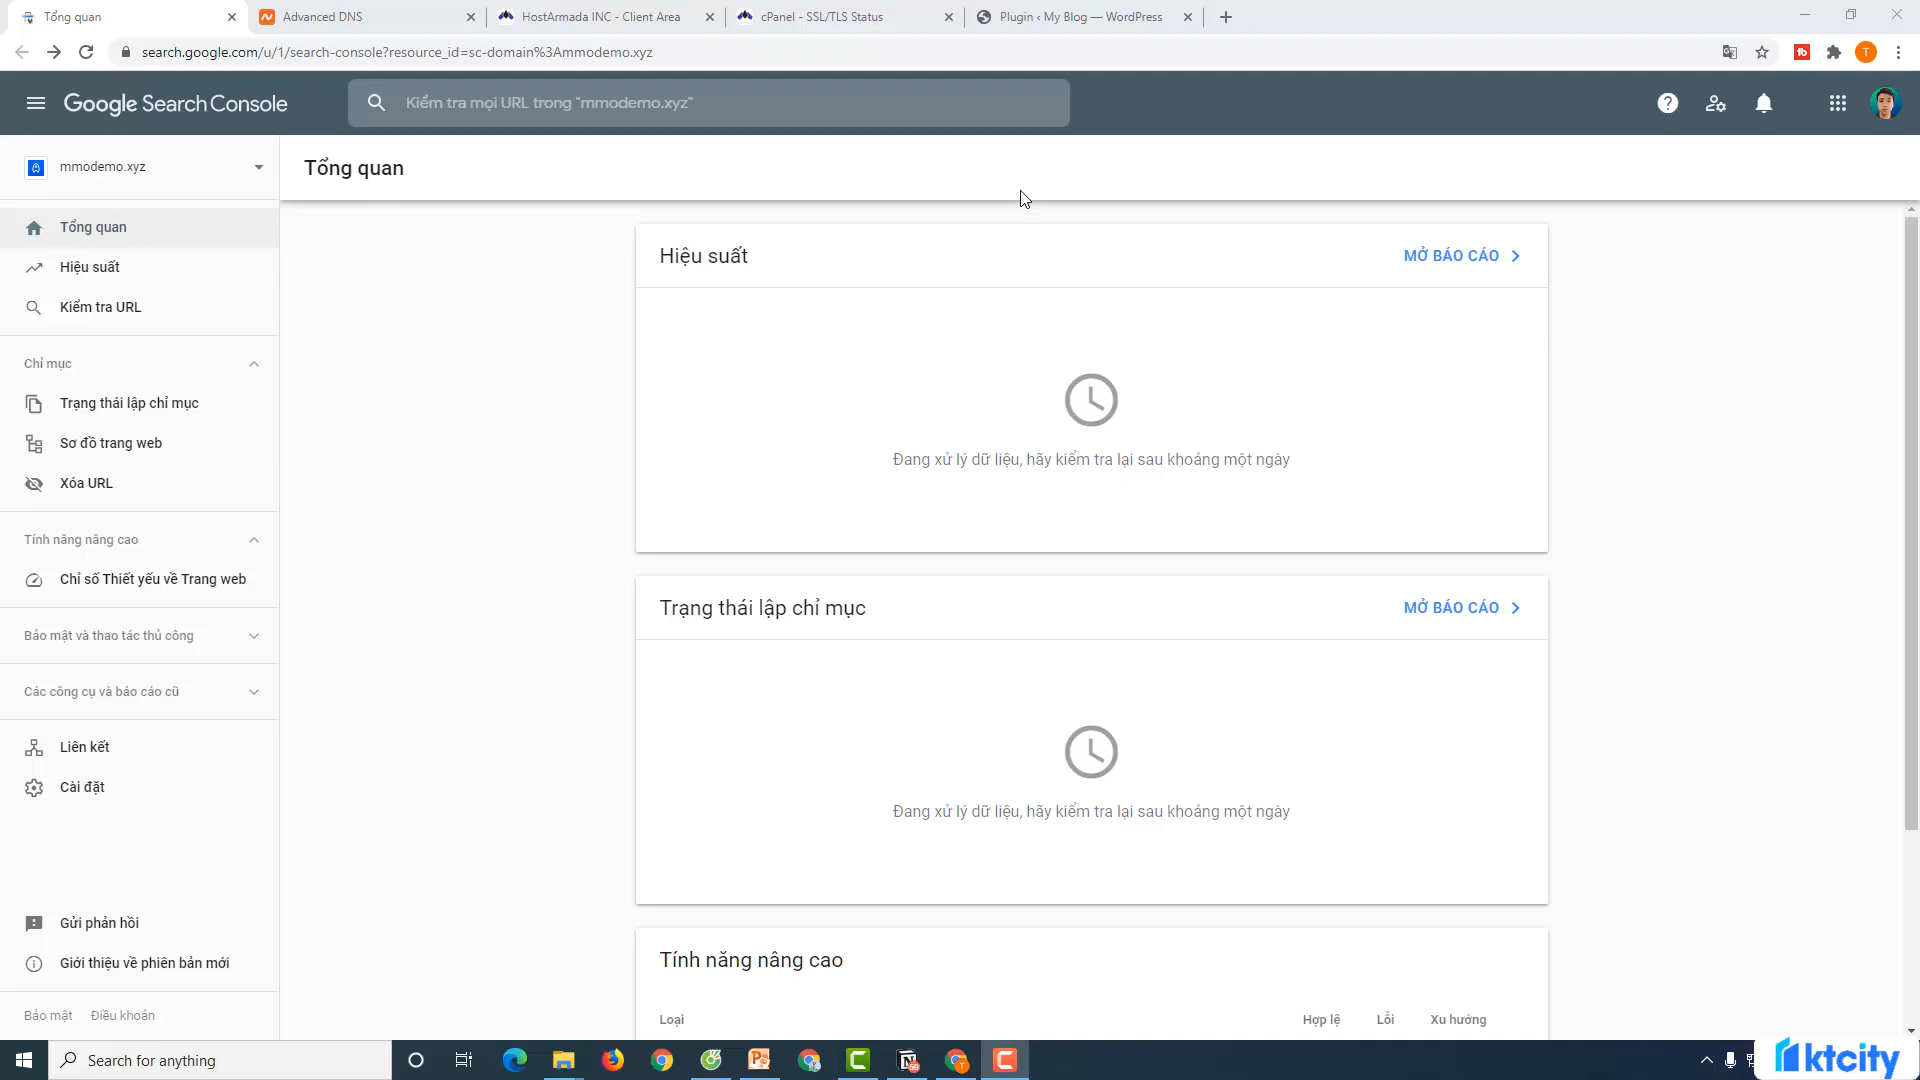 Tổng quan
Advanced DNS
HostArmada INC - Client Area
cPanel - SSL/TLS Status
Plugin ‹ My Blog — WordPress
search.google.com/u/1/search-console?resource_id=sc-domain%3Ammodemo.xyz
T
Google Search Console
Kiểm tra mọi URL trong "mmodemo.xyz"
mmodemo.xyz
Tổng quan
Tổng quan
Hiệu suất
Kiểm tra URL
Chỉ mục
Trạng thái lập chỉ mục
Sơ đồ trang web
Xóa URL
Tính năng nâng cao
Chỉ số Thiết yếu về Trang web
Bảo mật và thao tác thủ công
Các công cụ và báo cáo cũ
Liên kết
Cài đặt
Gửi phản hồi
Giới thiệu về phiên bản mới
Bảo mật Điều khoản
Hiệu suất
MỞ BÁO CÁO
Đang xử lý dữ liệu, hãy kiểm tra lại sau khoảng một ngày
Trạng thái lập chỉ mục
MỞ BÁO CÁO
Đang xử lý dữ liệu, hãy kiểm tra lại sau khoảng một ngày
Tính năng nâng cao
Loại Hợp lệ Lỗi Xu hướng
Search for anything
ktcity